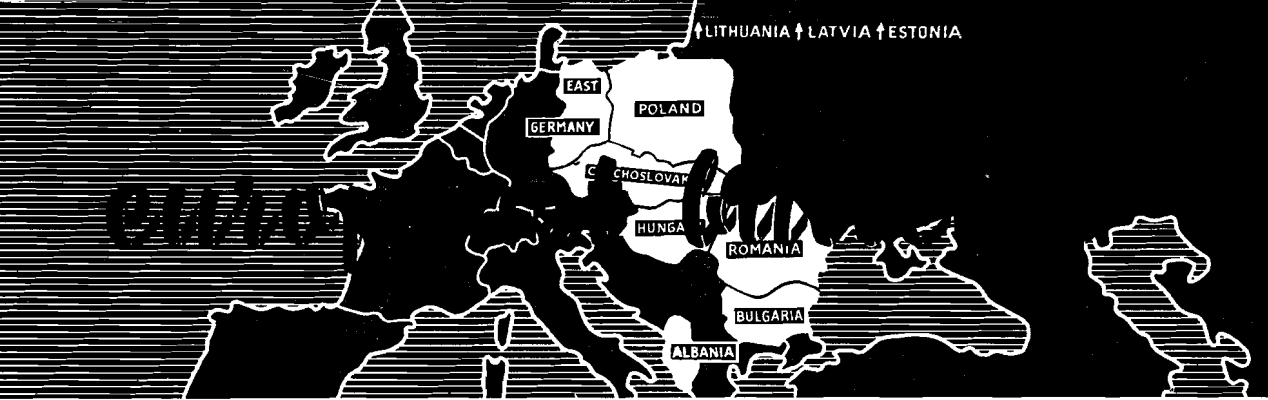 LITHUANIA LATVIA ESTONIA
EAST
GERMANY
POLAND
HUNGA
ROMANIA
BULGARIA
ALBANIA